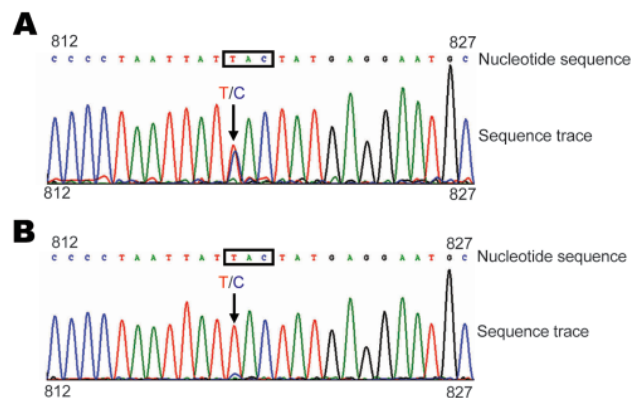 A
812 827
C C C C T A A T T A T T A C T A T G A G G A A T G C Nucleotide sequence
T/C
Sequence trace
812 827
B
812 827
C C C C T A A T T A T T A C T A T G A G G A A T G C Nucleotide sequence
T/C
Sequence trace
812 827